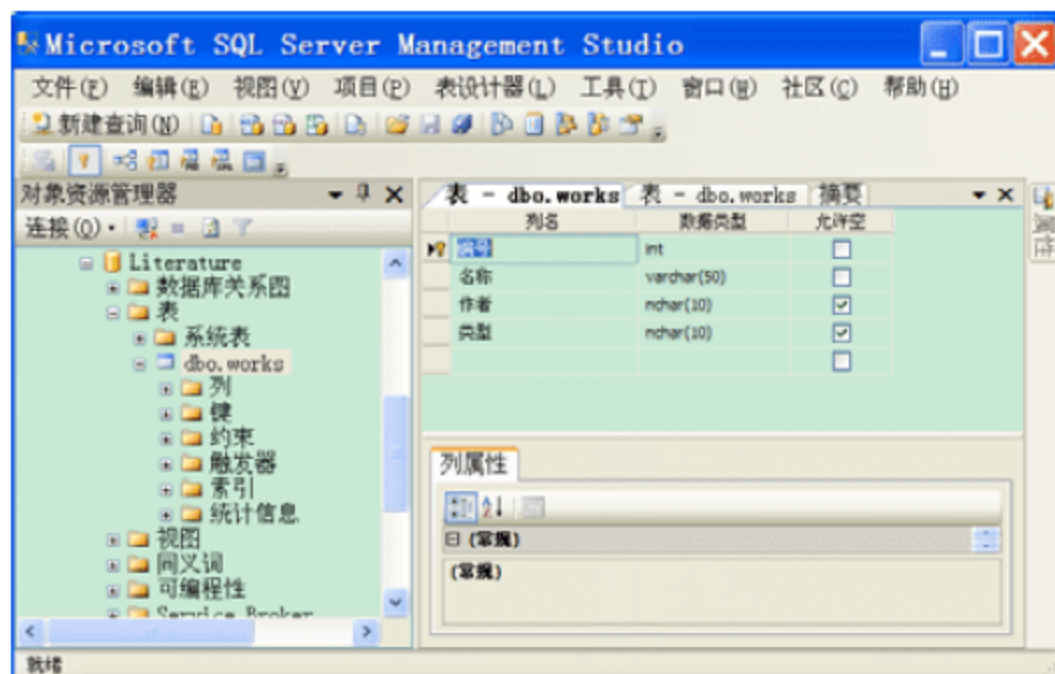 Microsoft SQL Server Management Studio
文件(F) 编辑(E) 视图(V) 项目(P) 表设计器(L) 工具(T) 窗口(W) 社区(C) 帮助(H)
新建查询(N)
对象资源管理器
连接(O)
Literature
数据库关系图
表
系统表
dbo.works
列
键
约束
触发器
索引
统计信息
视图
同义词
可编程性
Service Broker
表 - dbo.works 表 - dbo.works 摘要
列名 数据类型 允许空
编号 int
名称 varchar(50)
作者 nchar(10)
类型 nchar(10)
列属性
(常规)
(常规)
就绪